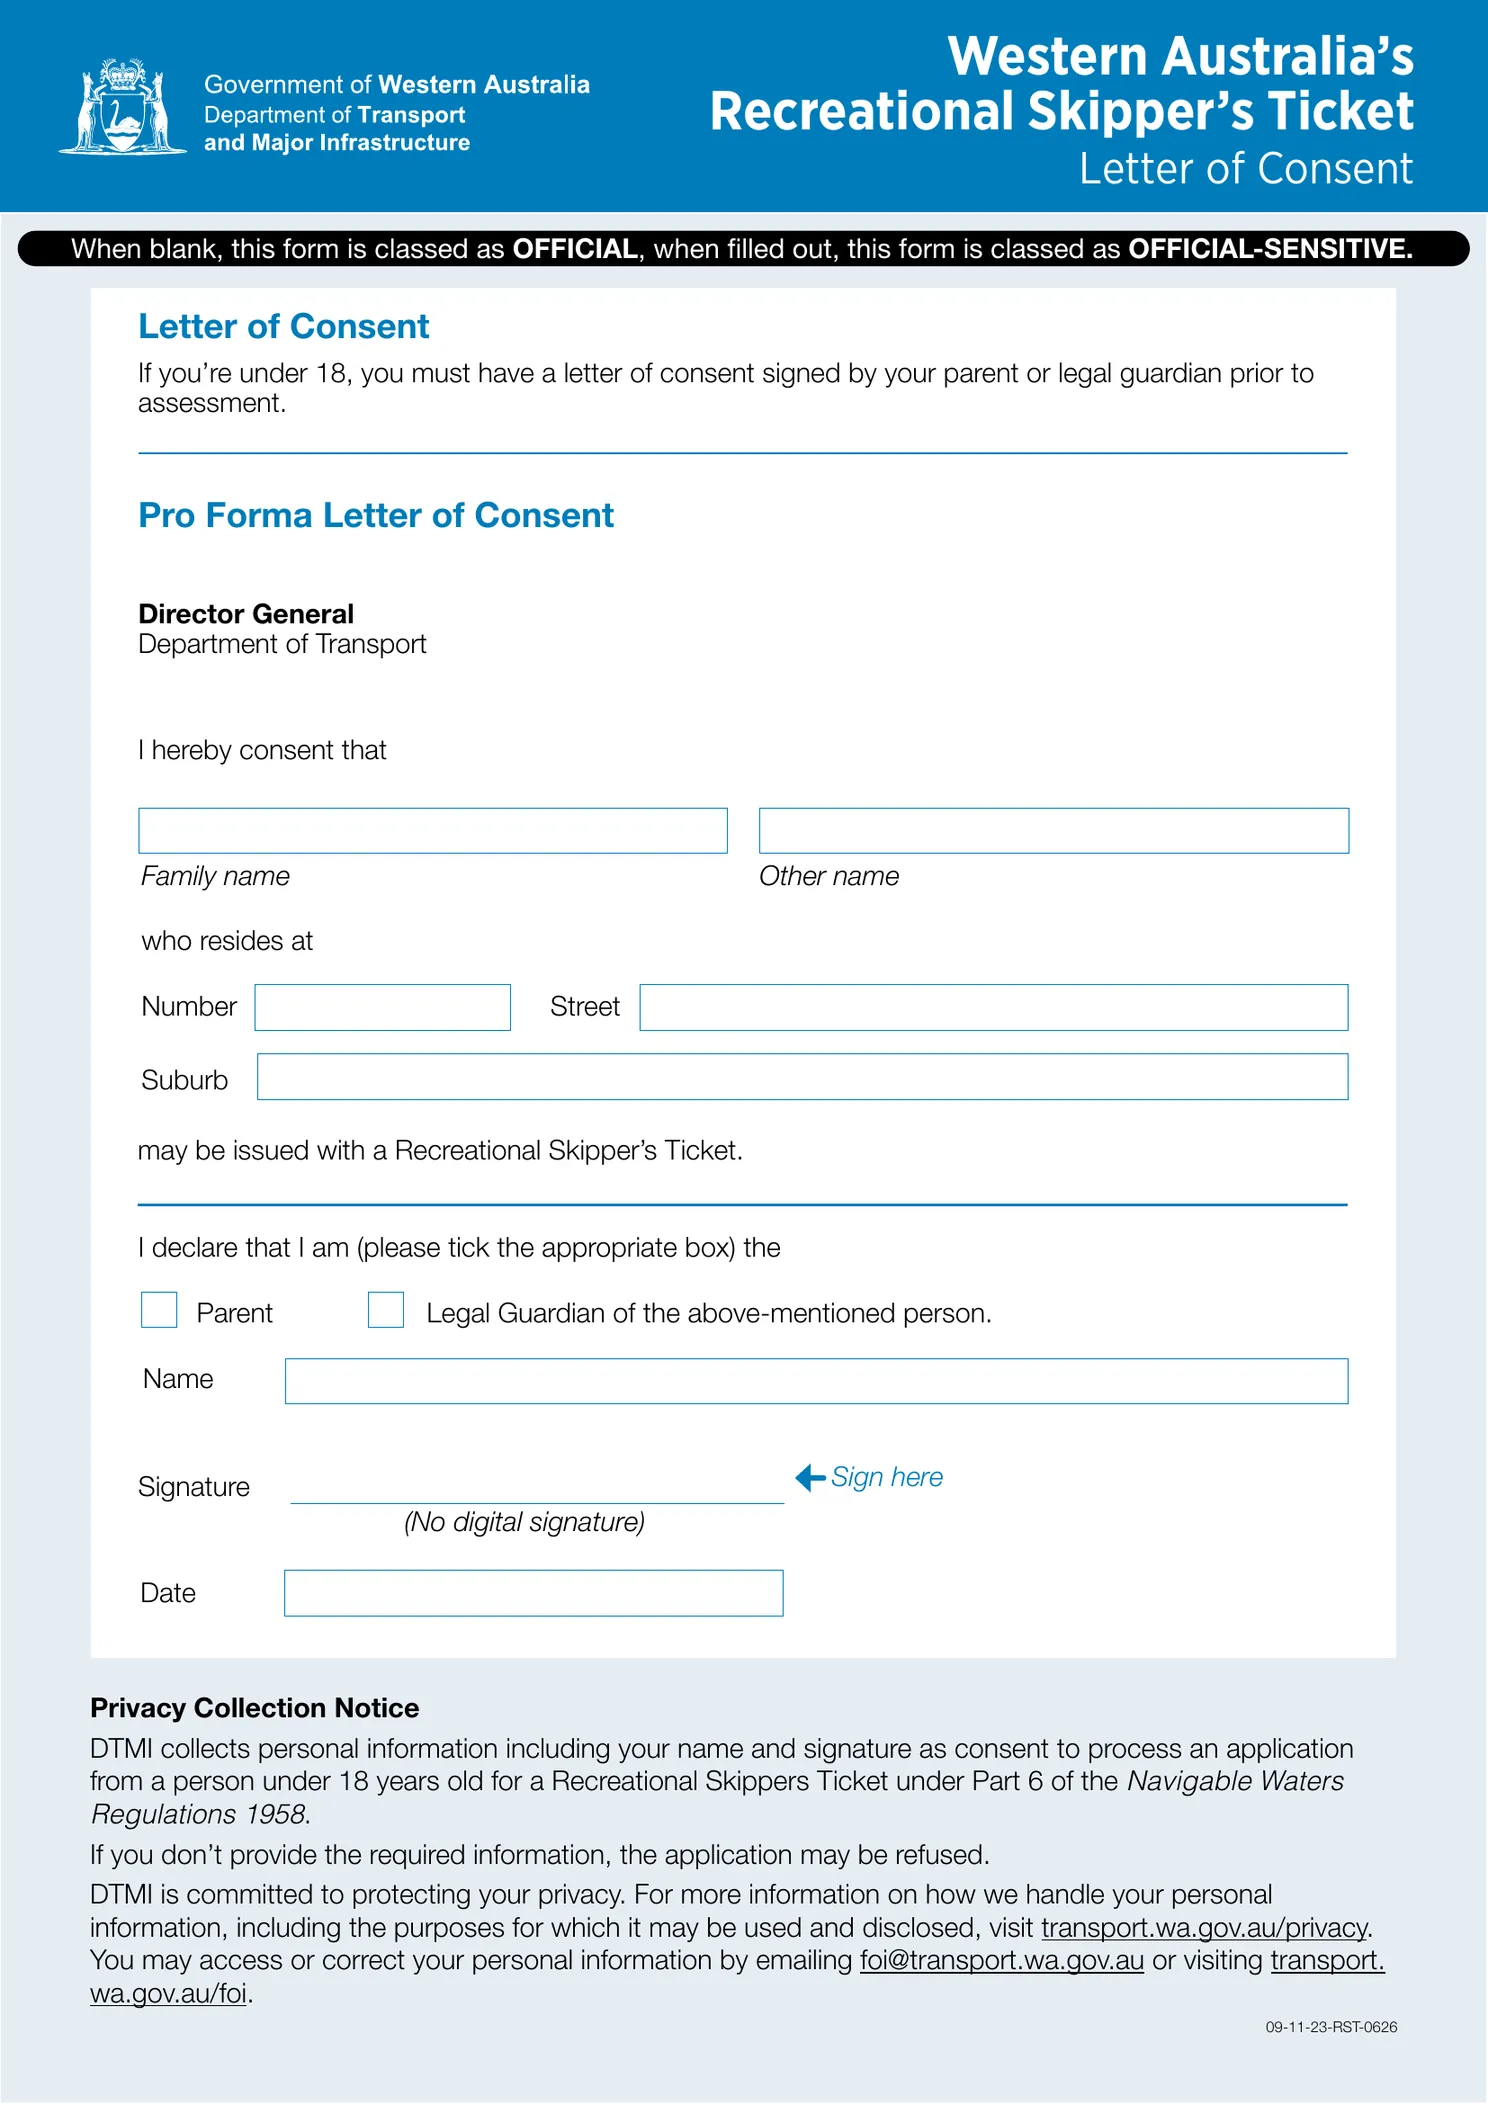 Government of Western Australia
Department of Transport
and Major Infrastructure
Western Australia’s
Recreational Skipper’s Ticket
Letter of Consent
When blank, this form is classed as OFFICIAL, when filled out, this form is classed as OFFICIAL-SENSITIVE.
Letter of Consent
If you’re under 18, you must have a letter of consent signed by your parent or legal guardian prior to
assessment.
Pro Forma Letter of Consent
Director General
Department of Transport
I hereby consent that
Family name Other name
who resides at
Number Street
Suburb
may be issued with a Recreational Skipper’s Ticket.
I declare that I am (please tick the appropriate box) the
Parent Legal Guardian of the above-mentioned person.
Name
Signature Sign here
(No digital signature)
Date
Privacy Collection Notice
DTMI collects personal information including your name and signature as consent to process an application
from a person under 18 years old for a Recreational Skippers Ticket under Part 6 of the Navigable Waters
Regulations 1958.
If you don’t provide the required information, the application may be refused.
DTMI is committed to protecting your privacy. For more information on how we handle your personal
information, including the purposes for which it may be used and disclosed, visit transport.wa.gov.au/privacy.
You may access or correct your personal information by emailing foi@transport.wa.gov.au or visiting transport.
wa.gov.au/foi.
09-11-23-RST-0626